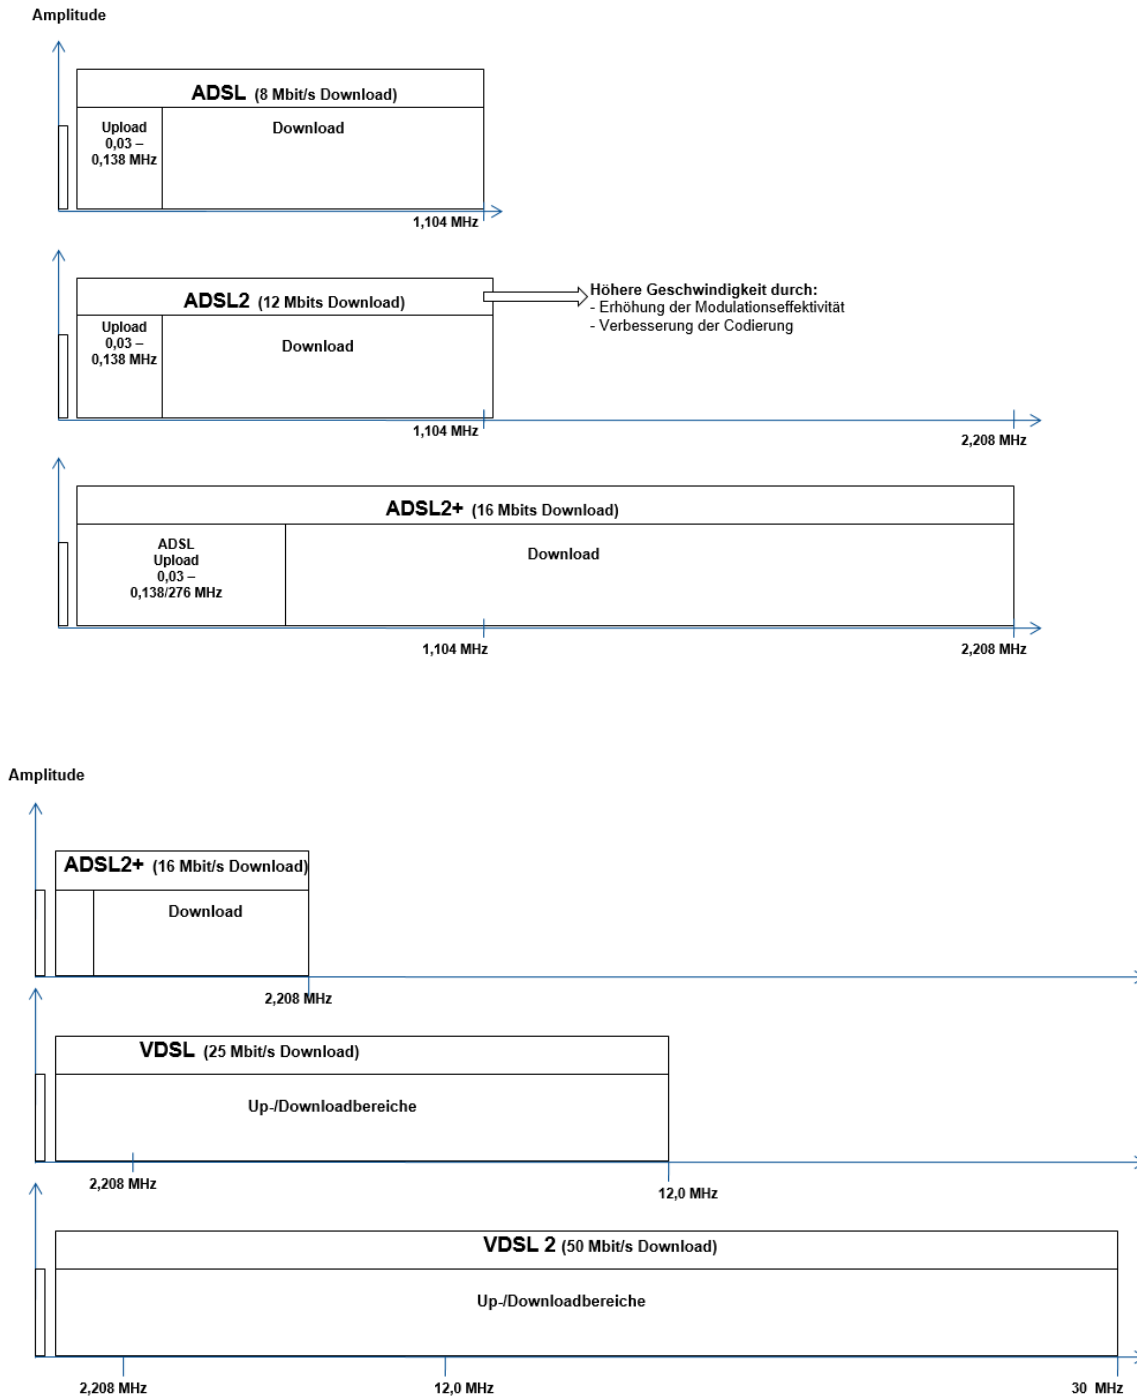 Amplitude
ADSL (8 Mbit/s Download)
Upload
0,03 –
0,138 MHz
Download
1,104 MHz
ADSL2 (12 Mbits Download)
Upload
0,03 –
0,138 MHz
Download
Höhere Geschwindigkeit durch:
- Erhöhung der Modulationseffektivität
- Verbesserung der Codierung
1,104 MHz
2,208 MHz
ADSL2+ (16 Mbits Download)
ADSL
Upload
0,03 –
0,138/276 MHz
Download
1,104 MHz
2,208 MHz
Amplitude
ADSL2+ (16 Mbit/s Download)
Download
2,208 MHz
VDSL (25 Mbit/s Download)
Up-/Downloadbereiche
2,208 MHz
12,0 MHz
VDSL 2 (50 Mbit/s Download)
Up-/Downloadbereiche
2,208 MHz
12,0 MHz
30 MHz